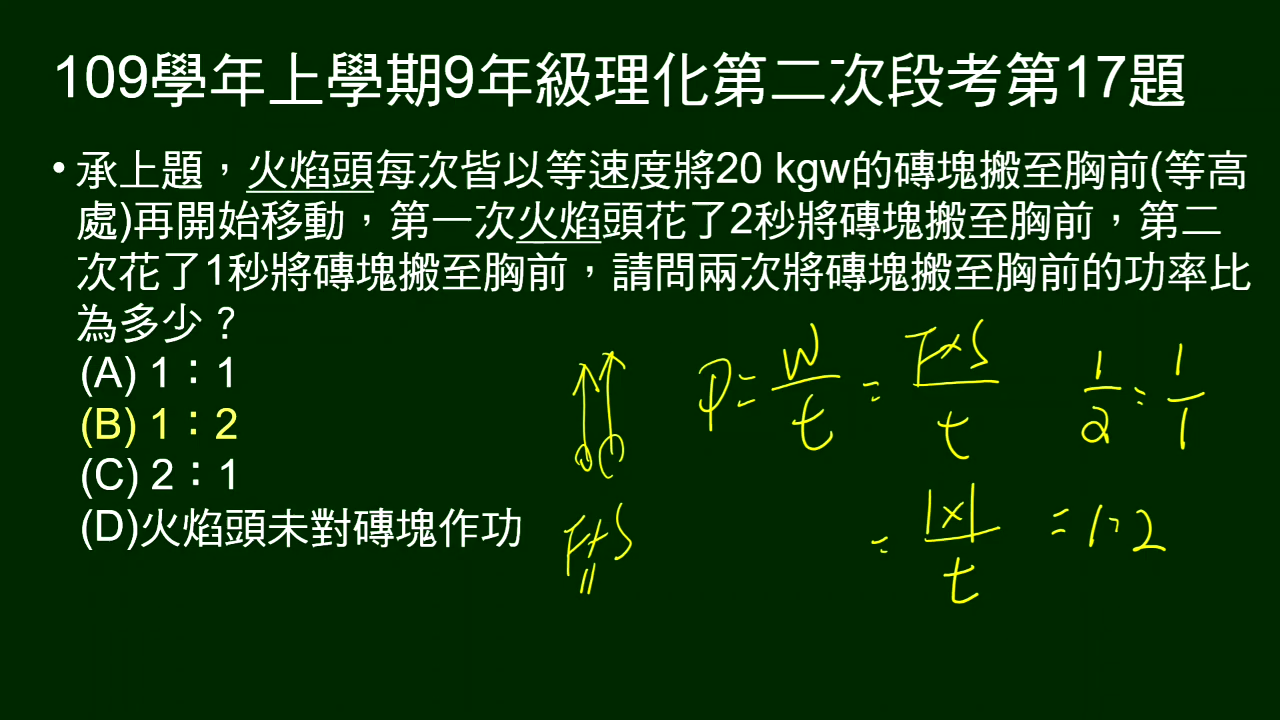 109學年上學期9年級理化第二次段考第17題
• 承上題，火焰頭每次皆以等速度將20 kgw的磚塊搬至胸前(等高
處)再開始移動，第一次火焰頭花了2秒將磚塊搬至胸前，第二
次花了1秒將磚塊搬至胸前，請問兩次將磚塊搬至胸前的功率比
為多少？
(A) 1：1
(B) 1：2
(C) 2：1
(D)火焰頭未對磚塊作功
P = W/t = F×S/t
1/2 : 1/1
F×S
= 1×1/t = 1:2